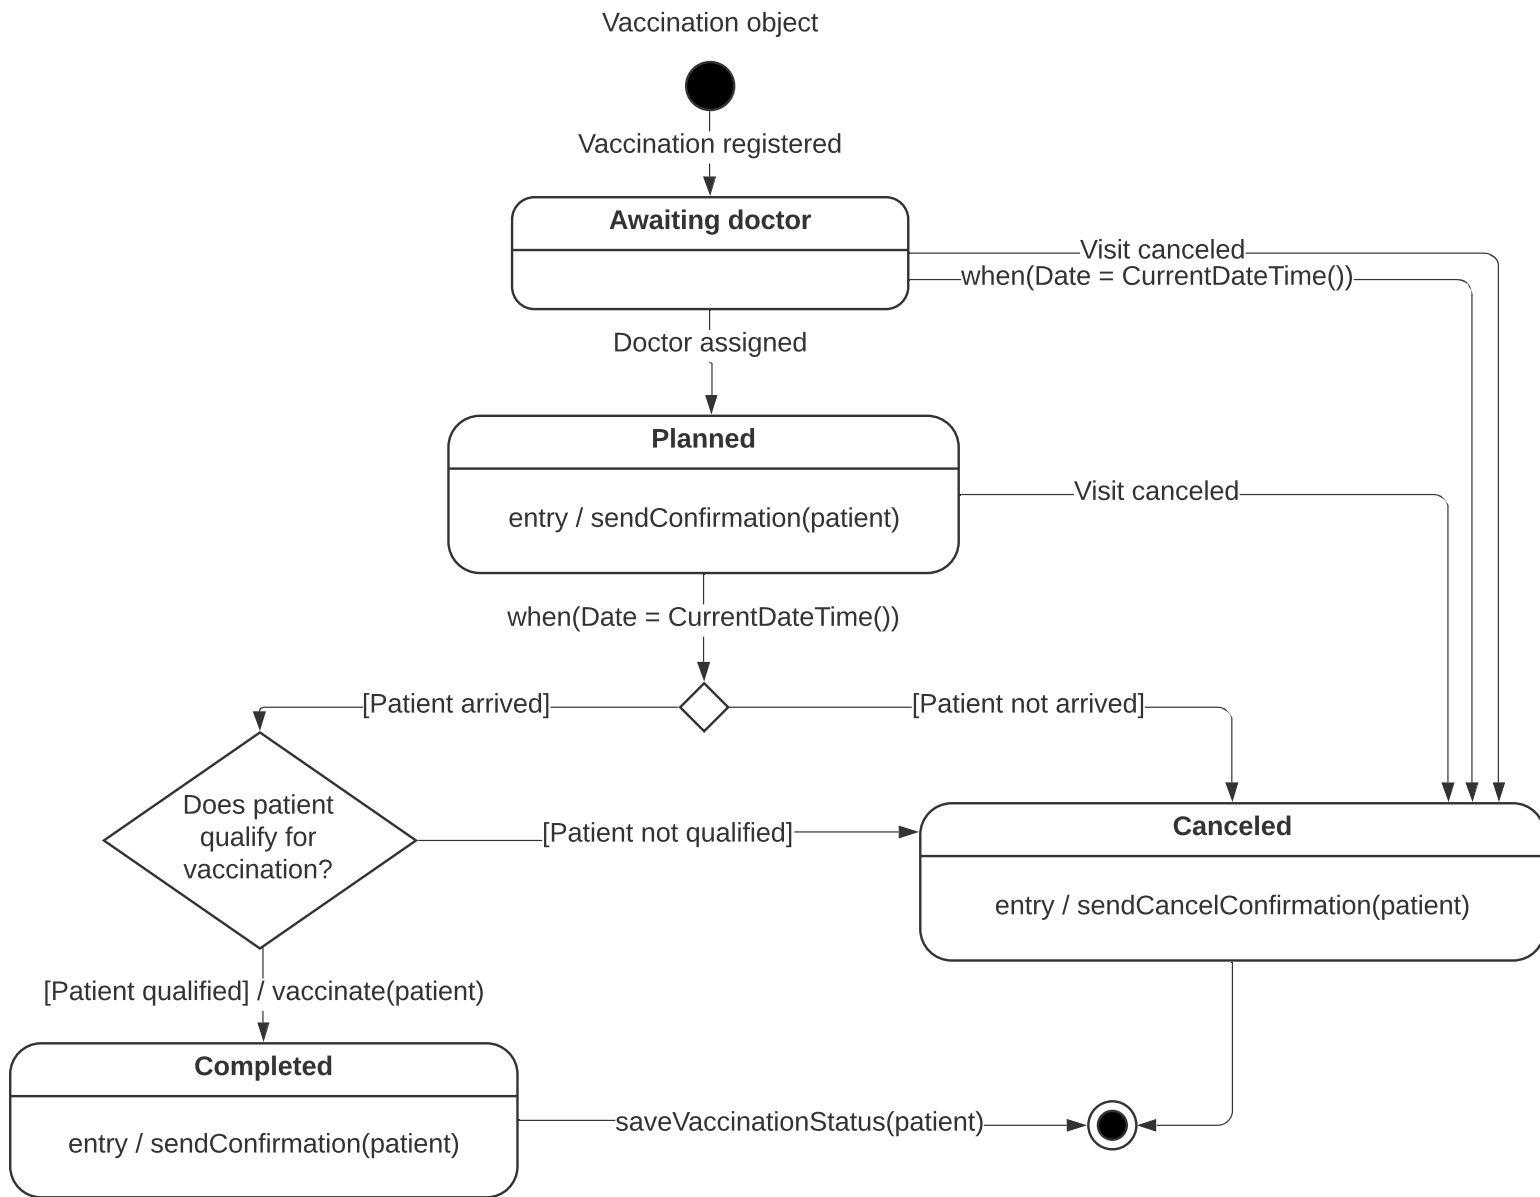 Vaccination object
Vaccination registered
Awaiting doctor
Visit canceled
when(Date = CurrentDateTime())
Doctor assigned
Planned
entry / sendConfirmation(patient)
Visit canceled
when(Date = CurrentDateTime())
[Patient arrived]
[Patient not arrived]
Does patient
qualify for
vaccination?
[Patient not qualified]
Canceled
entry / sendCancelConfirmation(patient)
[Patient qualified] / vaccinate(patient)
Completed
entry / sendConfirmation(patient)
saveVaccinationStatus(patient)